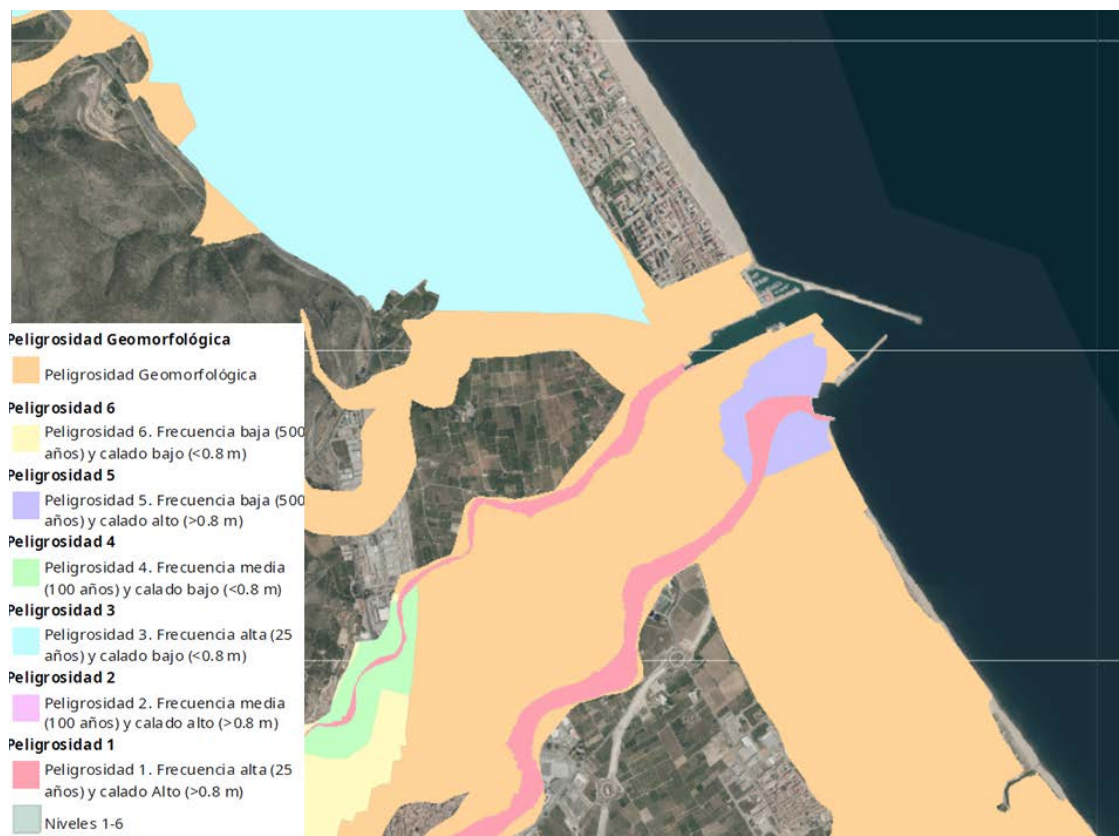 Peligrosidad Geomorfológica
Peligrosidad Geomorfológica
Peligrosidad 6
Peligrosidad 6. Frecuencia baja (500
años) y calado bajo (<0.8 m)
Peligrosidad 5
Peligrosidad 5. Frecuencia baja (500
años) y calado alto (>0.8 m)
Peligrosidad 4
Peligrosidad 4. Frecuencia media
(100 años) y calado bajo (<0.8 m)
Peligrosidad 3
Peligrosidad 3. Frecuencia alta (25
años) y calado bajo (<0.8 m)
Peligrosidad 2
Peligrosidad 2. Frecuencia media
(100 años) y calado alto (>0.8 m)
Peligrosidad 1
Peligrosidad 1. Frecuencia alta (25
años) y calado Alto (>0.8 m)
Niveles 1-6